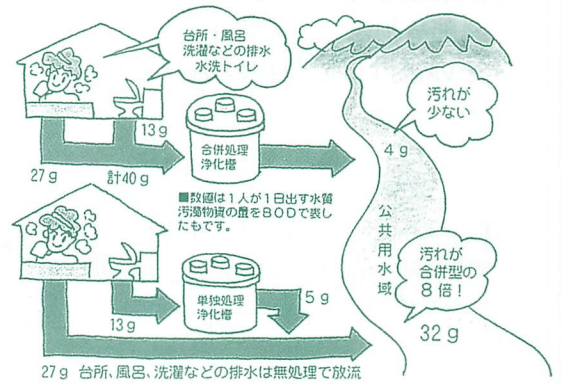 台所・風呂
洗濯などの排水
水洗トイレ
13g
27g
計40g
合併処理
浄化槽
汚れが
少ない
4g
■数値は1人が1日出す水質
汚濁物資の量をBODで表し
たもです。
公共用水域
単独処理
浄化槽
13g
5g
汚れが
合併型の
8倍！
32g
27g 台所、風呂、洗濯などの排水は無処理で放流